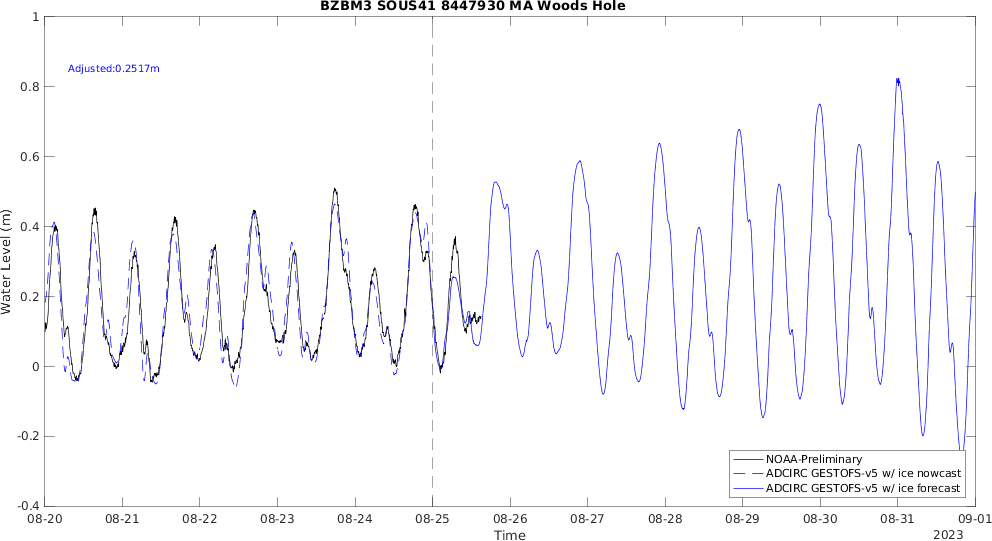 BZBM3 SOUS41 8447930 MA Woods Hole
Adjusted:0.2517m
Water Level (m)
1
0.8
0.6
0.4
0.2
0
-0.2
-0.4
NOAA-Preliminary
ADCIRC GESTOFS-v5 w/ ice nowcast
ADCIRC GESTOFS-v5 w/ ice forecast
08-20 08-21 08-22 08-23 08-24 08-25 08-26 08-27 08-28 08-29 08-30 08-31 09-01
Time
2023